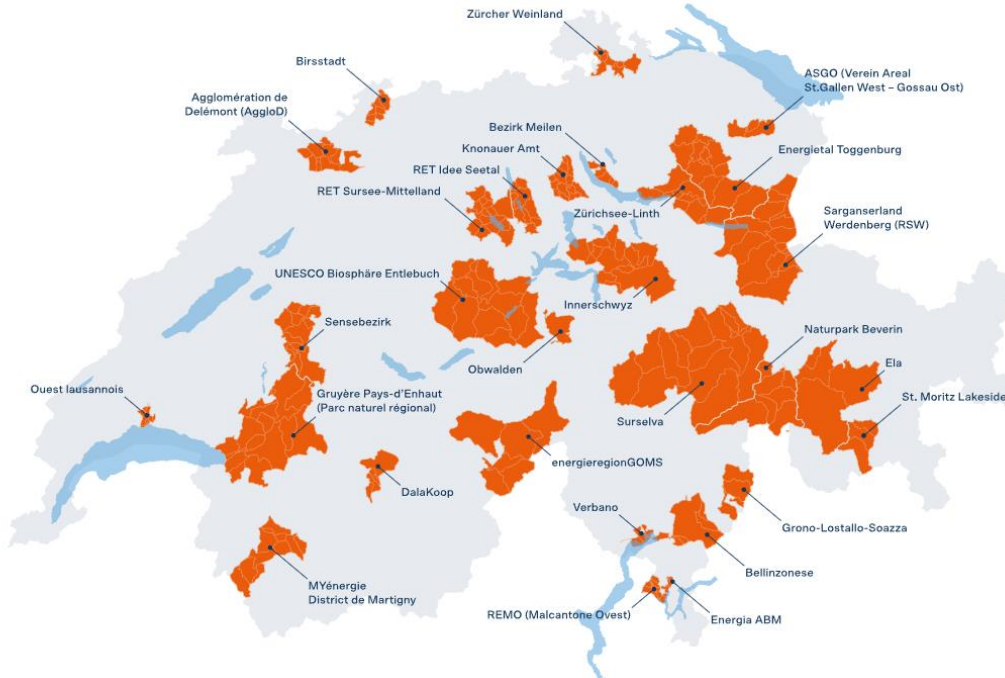 Zürcher Weinland
Birsstadt
ASGO (Verein Areal
St.Gallen West – Gossau Ost)
Agglomération de
Delémont (AggloD)
Bezirk Meilen
Knonauer Amt
Energietal Toggenburg
RET Idee Seetal
RET Sursee-Mittelland
Zürichsee-Linth
Sarganserland
Werdenberg (RSW)
UNESCO Biosphäre Entlebuch
Innerschwyz
Sensebezirk
Naturpark Beverin
Obwalden
Ela
Ouest lausannois
Gruyère Pays-d'Enhaut
(Parc naturel régional)
St. Moritz Lakeside
Surselva
energieregionGOMS
DalaKoop
Verbano
Grono-Lostallo-Soazza
Bellinzonese
MYénergie
District de Martigny
REMO (Malcantone Ovest)
Energia ABM